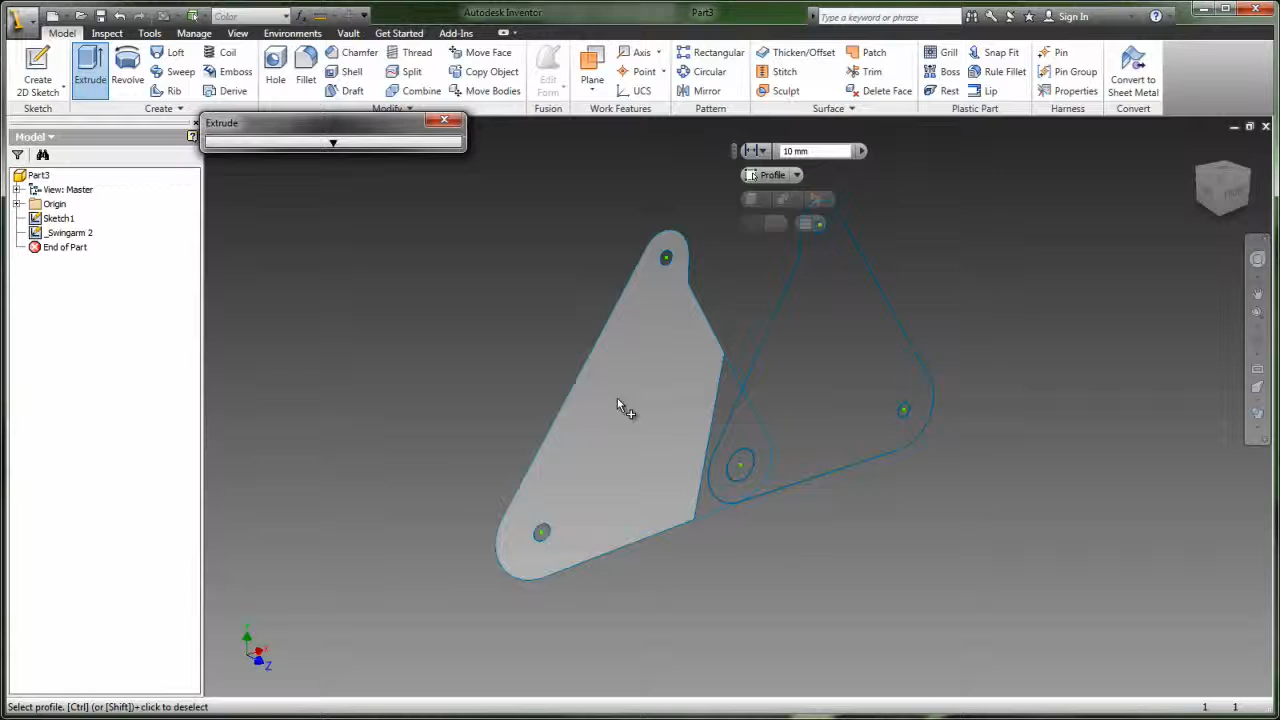 Color
Autodesk Inventor Part3
Type a keyword or phrase
Sign In
Model Inspect Tools Manage View Environments Vault Get Started Add-Ins
Create
2D Sketch
Extrude
Revolve
Loft
Sweep
Rib
Coil
Emboss
Derive
Hole
Fillet
Chamfer
Shell
Draft
Thread
Split
Combine
Move Face
Copy Object
Move Bodies
Edit
Form
Plane
Axis
Point
UCS
Rectangular
Circular
Mirror
Thicken/Offset
Stitch
Sculpt
Patch
Trim
Delete Face
Grill
Boss
Rest
Snap Fit
Rule Fillet
Lip
Pin
Pin Group
Properties
Convert to
Sheet Metal
Sketch Create Modify Fusion Work Features Pattern Surface Plastic Part Harness Convert
Extrude
Model
Part3
View: Master
Origin
Sketch1
_Swingarm 2
End of Part
10 mm
Profile
Y
X
Z
Select profile. [Ctrl] (or [Shift])+click to deselect
1 1